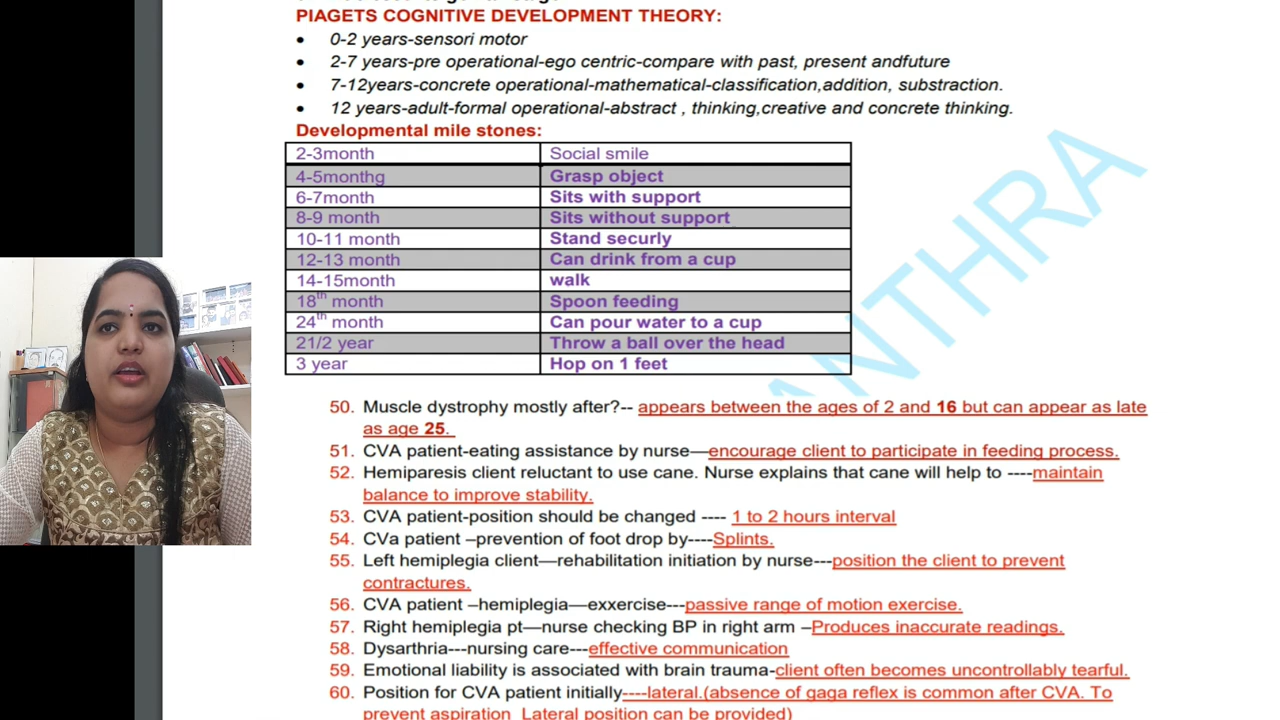 PIAGETS COGNITIVE DEVELOPMENT THEORY:
• 0-2 years-sensori motor
• 2-7 years-pre operational-ego centric-compare with past, present andfuture
• 7-12years-concrete operational-mathematical-classification,addition, substraction.
• 12 years-adult-formal operational-abstract , thinking,creative and concrete thinking.
Developmental mile stones:
2-3month Social smile
4-5monthg Grasp object
6-7month Sits with support
8-9 month Sits without support
10-11 month Stand securly
12-13 month Can drink from a cup
14-15month walk
18th month Spoon feeding
24th month Can pour water to a cup
21/2 year Throw a ball over the head
3 year Hop on 1 feet
50. Muscle dystrophy mostly after?-- appears between the ages of 2 and 16 but can appear as late
as age 25.
51. CVA patient-eating assistance by nurse—encourage client to participate in feeding process.
52. Hemiparesis client reluctant to use cane. Nurse explains that cane will help to ----maintain
balance to improve stability.
53. CVA patient-position should be changed ---- 1 to 2 hours interval
54. CVa patient –prevention of foot drop by----Splints.
55. Left hemiplegia client—rehabilitation initiation by nurse---position the client to prevent
contractures.
56. CVA patient –hemiplegia—exxercise---passive range of motion exercise.
57. Right hemiplegia pt—nurse checking BP in right arm –Produces inaccurate readings.
58. Dysarthria---nursing care---effective communication
59. Emotional liability is associated with brain trauma-client often becomes uncontrollably tearful.
60. Position for CVA patient initially----lateral.(absence of gaga reflex is common after CVA. To
prevent aspiration Lateral position can be provided)
ANTHRA